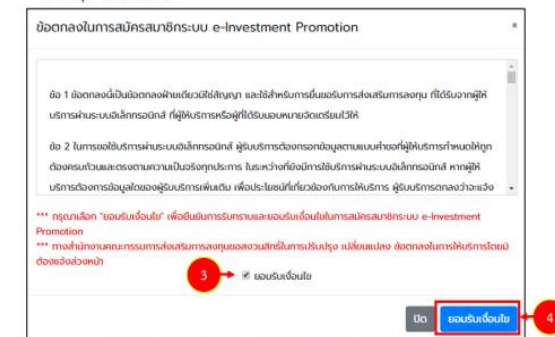 ข้อตกลงในการสมัครสมาชิกระบบ e-Investment Promotion ×
ข้อ 1 ข้อตกลงนี้เป็นข้อตกลงฝ่ายเดียวมิใช่สัญญา และใช้สำหรับการยื่นขอรับการส่งเสริมการลงทุน ที่ได้รับจากผู้ให้
บริการผ่านระบบอิเล็กทรอนิกส์ ที่ผู้ให้บริการหรือผู้ที่ได้รับมอบหมายจัดเตรียมไว้ให้
ข้อ 2 ในการขอใช้บริการผ่านระบบอิเล็กทรอนิกส์ ผู้รับบริการต้องกรอกข้อมูลตามแบบคำขอที่ผู้ให้บริการกำหนดให้ถูก
ต้องครบถ้วนและตรงตามความเป็นจริงทุกประการ ในระหว่างที่ยังมีการใช้บริการผ่านระบบอิเล็กทรอนิกส์ หากผู้ให้
บริการต้องการข้อมูลใดของผู้รับบริการเพิ่มเติม เพื่อประโยชน์ที่เกี่ยวข้องกับการให้บริการ ผู้รับบริการตกลงว่าจะแจ้ง
*** กรุณาเลือก "ยอมรับเงื่อนไข" เพื่อยืนยันการรับทราบและยอมรับเงื่อนไขในการสมัครสมาชิกระบบ e-Investment
Promotion
*** ทางสำนักงานคณะกรรมการส่งเสริมการลงทุนขอสงวนสิทธิ์ในการปรับปรุง เปลี่ยนแปลง ข้อตกลงในการให้บริการโดยมิ
ต้องแจ้งล่วงหน้า
3 ยอมรับเงื่อนไข
ปิด ยอมรับเงื่อนไข 4